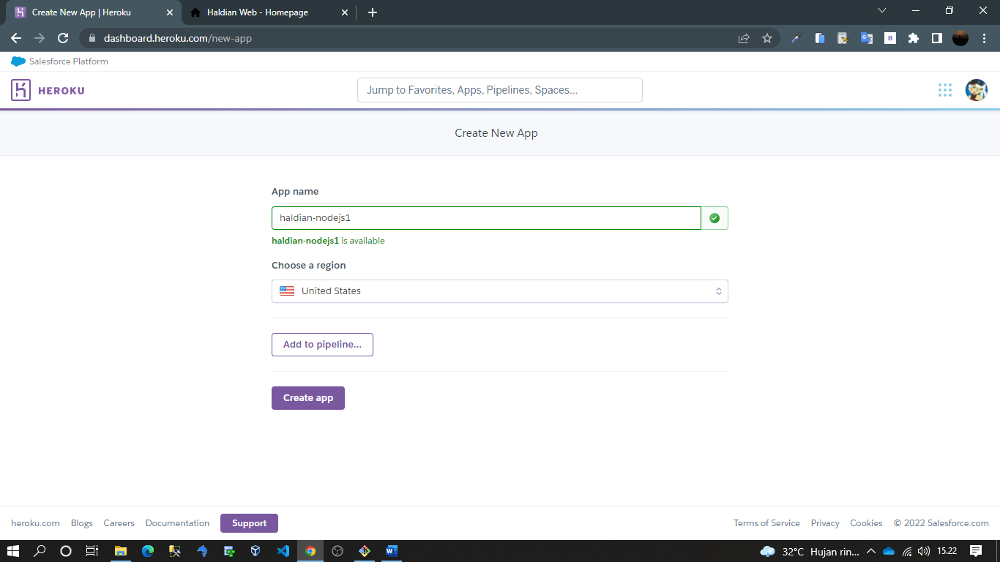 Create New App | Heroku
Haldian Web - Homepage
dashboard.heroku.com/new-app
Salesforce Platform
HEROKU
Jump to Favorites, Apps, Pipelines, Spaces...
Create New App
App name
haldian-nodejs1
haldian-nodejs1 is available
Choose a region
United States
Add to pipeline...
Create app
heroku.com Blogs Careers Documentation Support Terms of Service Privacy Cookies © 2022 Salesforce.com
32°C Hujan rin... 15.22